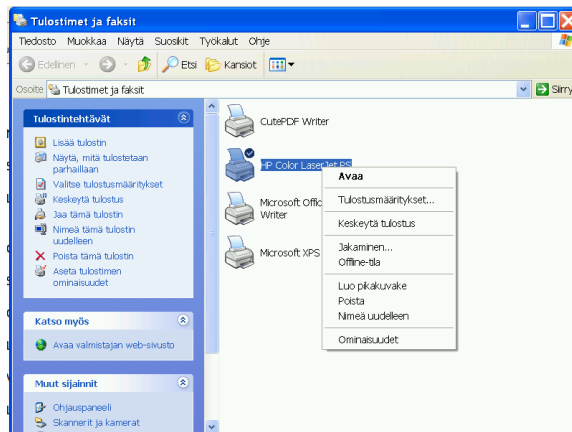 Tulostimet ja faksit
Tiedosto Muokkaa Näytä Suosikit Työkalut Ohje
Edellinen Etsi Kansiot
Osoite Tulostimet ja faksit Siirry
Tulostintehtävät
Lisää tulostin
Näytä, mitä tulostetaan
parhaillaan
Valitse tulostusmääritykset
Keskeytä tulostus
Jaa tämä tulostin
Nimeä tämä tulostin
uudelleen
Poista tämä tulostin
Aseta tulostimen
ominaisuudet
Katso myös
Avaa valmistajan web-sivusto
Muut sijainnit
Ohjauspaneeli
Skannerit ja kamerat
CutePDF Writer
HP Color LaserJet PS
Microsoft Offic
Writer
Microsoft XPS
Avaa
Tulostusmääritykset...
Keskeytä tulostus
Jakaminen...
Offline-tila
Luo pikakuvake
Poista
Nimeä uudelleen
Ominaisuudet